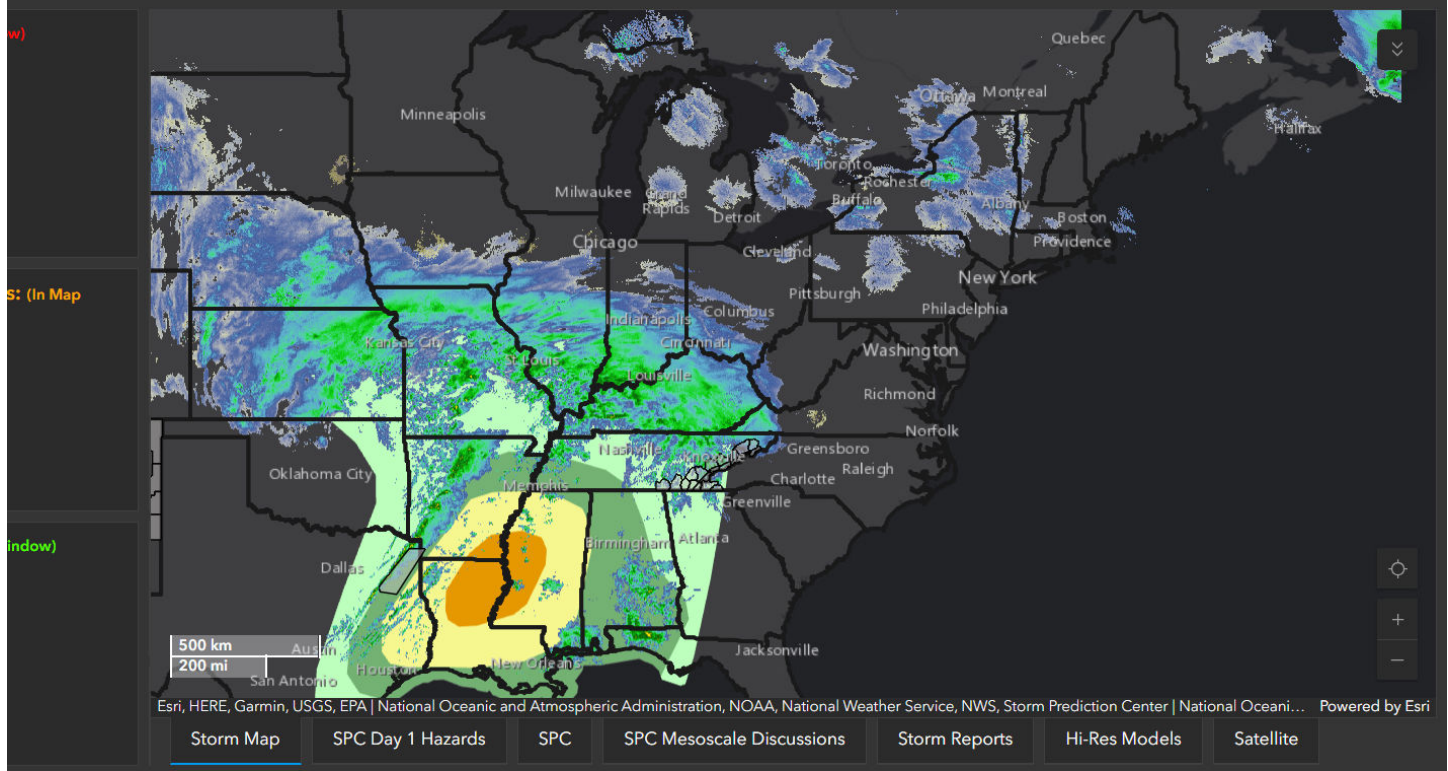 w)
s: (In Map
indow)
Quebec
Ottawa
Montreal
Minneapolis
Halifax
Toronto
Milwaukee
Grand
Rapids
Rochester
Buffalo
Albany
Detroit
Boston
Providence
Chicago
Cleveland
New York
Pittsburgh
Philadelphia
Indianapolis
Columbus
Kansas City
Cincinnati
Washington
St Louis
Louisville
Richmond
Norfolk
Nashville
Knoxville
Greensboro
Raleigh
Oklahoma City
Charlotte
Memphis
Greenville
Birmingham
Atlanta
Dallas
500 km
200 mi
Austin
Jacksonville
Houston
New Orleans
San Antonio
Esri, HERE, Garmin, USGS, EPA | National Oceanic and Atmospheric Administration, NOAA, National Weather Service, NWS, Storm Prediction Center | National Oceani... Powered by Esri
Storm Map
SPC Day 1 Hazards
SPC
SPC Mesoscale Discussions
Storm Reports
Hi-Res Models
Satellite